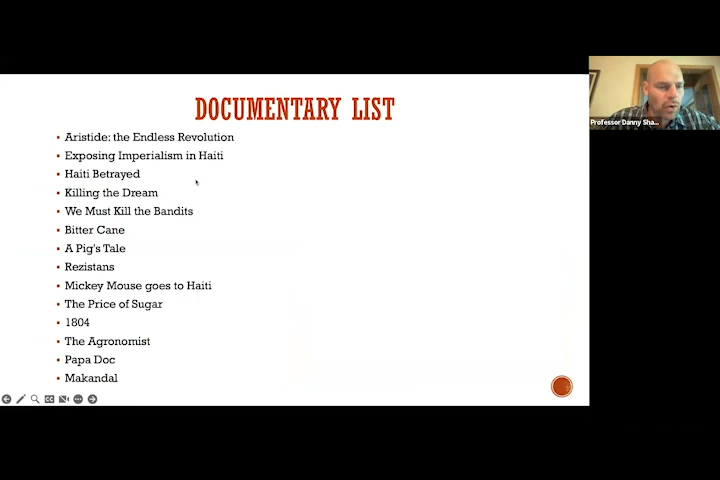 DOCUMENTARY LIST
Aristide: the Endless Revolution
Exposing Imperialism in Haiti
Haiti Betrayed
Killing the Dream
We Must Kill the Bandits
Bitter Cane
A Pig's Tale
Rezistans
Mickey Mouse goes to Haiti
The Price of Sugar
1804
The Agronomist
Papa Doc
Makandal
Professor Danny Sha...